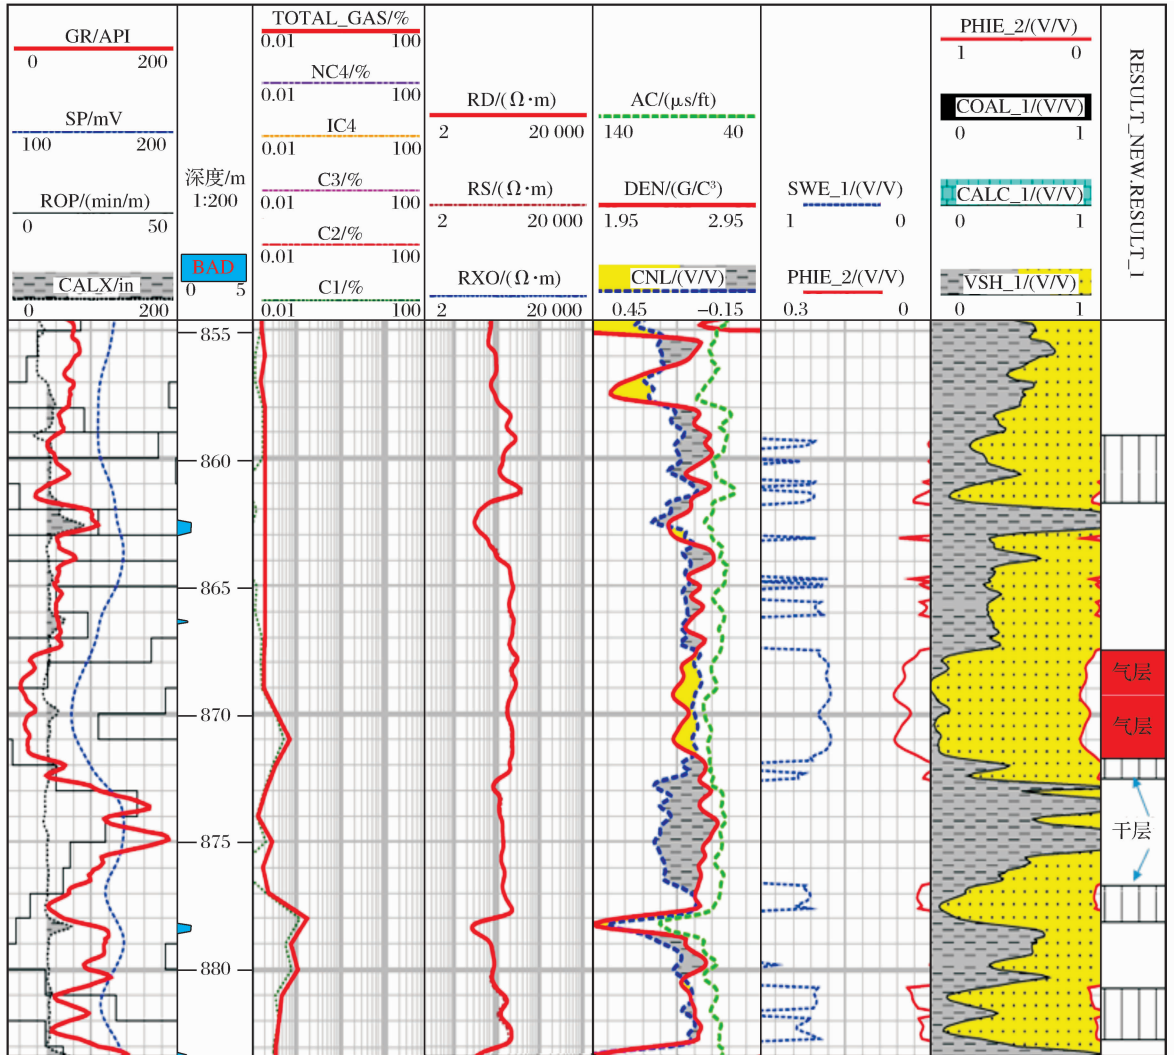 GR/API
0 200
SP/mV
100 200
ROP/(min/m)
0 50
CALX/in
0 200
深度/m
1:200
BAD
0 5
TOTAL_GAS/%
0.01 100
NC4/%
0.01 100
IC4
0.01 100
C3/%
0.01 100
C2/%
0.01 100
C1/%
0.01 100
RD/(Ω·m)
2 20 000
RS/(Ω·m)
2 20 000
RXO/(Ω·m)
2 20 000
AC/(μs/ft)
140 40
DEN/(G/C³)
1.95 2.95
CNL/(V/V)
0.45 −0.15
SWE_1/(V/V)
1 0
PHIE_2/(V/V)
0.3 0
PHIE_2/(V/V)
1 0
COAL_1/(V/V)
0 1
CALC_1/(V/V)
0 1
VSH_1/(V/V)
0 1
RESULT_NEW.RESULT_1
855
860
865
870
875
880
气层
气层
干层